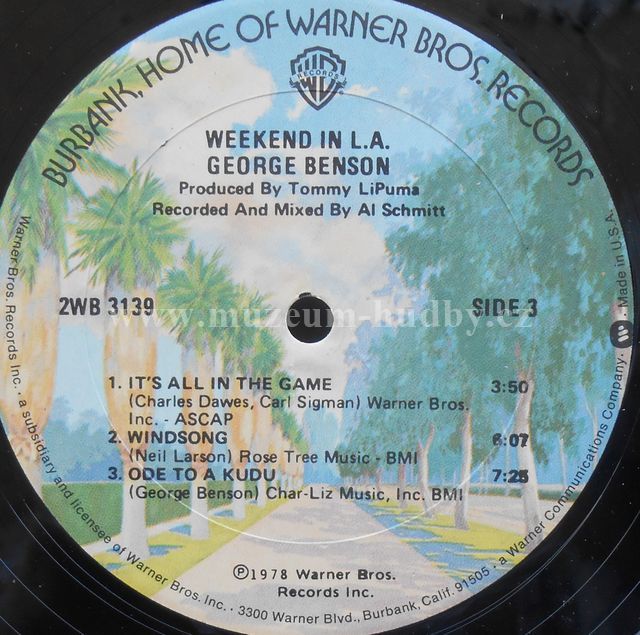 BURBANK, HOME OF WARNER BROS. RECORDS
WB
RECORDS
WEEKEND IN L.A.
GEORGE BENSON
Produced By Tommy LiPuma
Recorded And Mixed By Al Schmitt
2WB 3139
SIDE 3
www.muzeum-hudby.cz
1. IT'S ALL IN THE GAME 3:50
(Charles Dawes, Carl Sigman) Warner Bros.
Inc. - ASCAP
2. WINDSONG 6:07
(Neil Larson) Rose Tree Music - BMI
3. ODE TO A KUDU 7:25
(George Benson) Char-Liz Music, Inc. BMI
Ⓟ1978 Warner Bros.
Records Inc.
Warner Bros. Records Inc. · a subsidiary and licensee of Warner Bros. Inc. · 3300 Warner Blvd., Burbank, Calif. 91505 · a Warner Communications Company · Made in U.S.A.